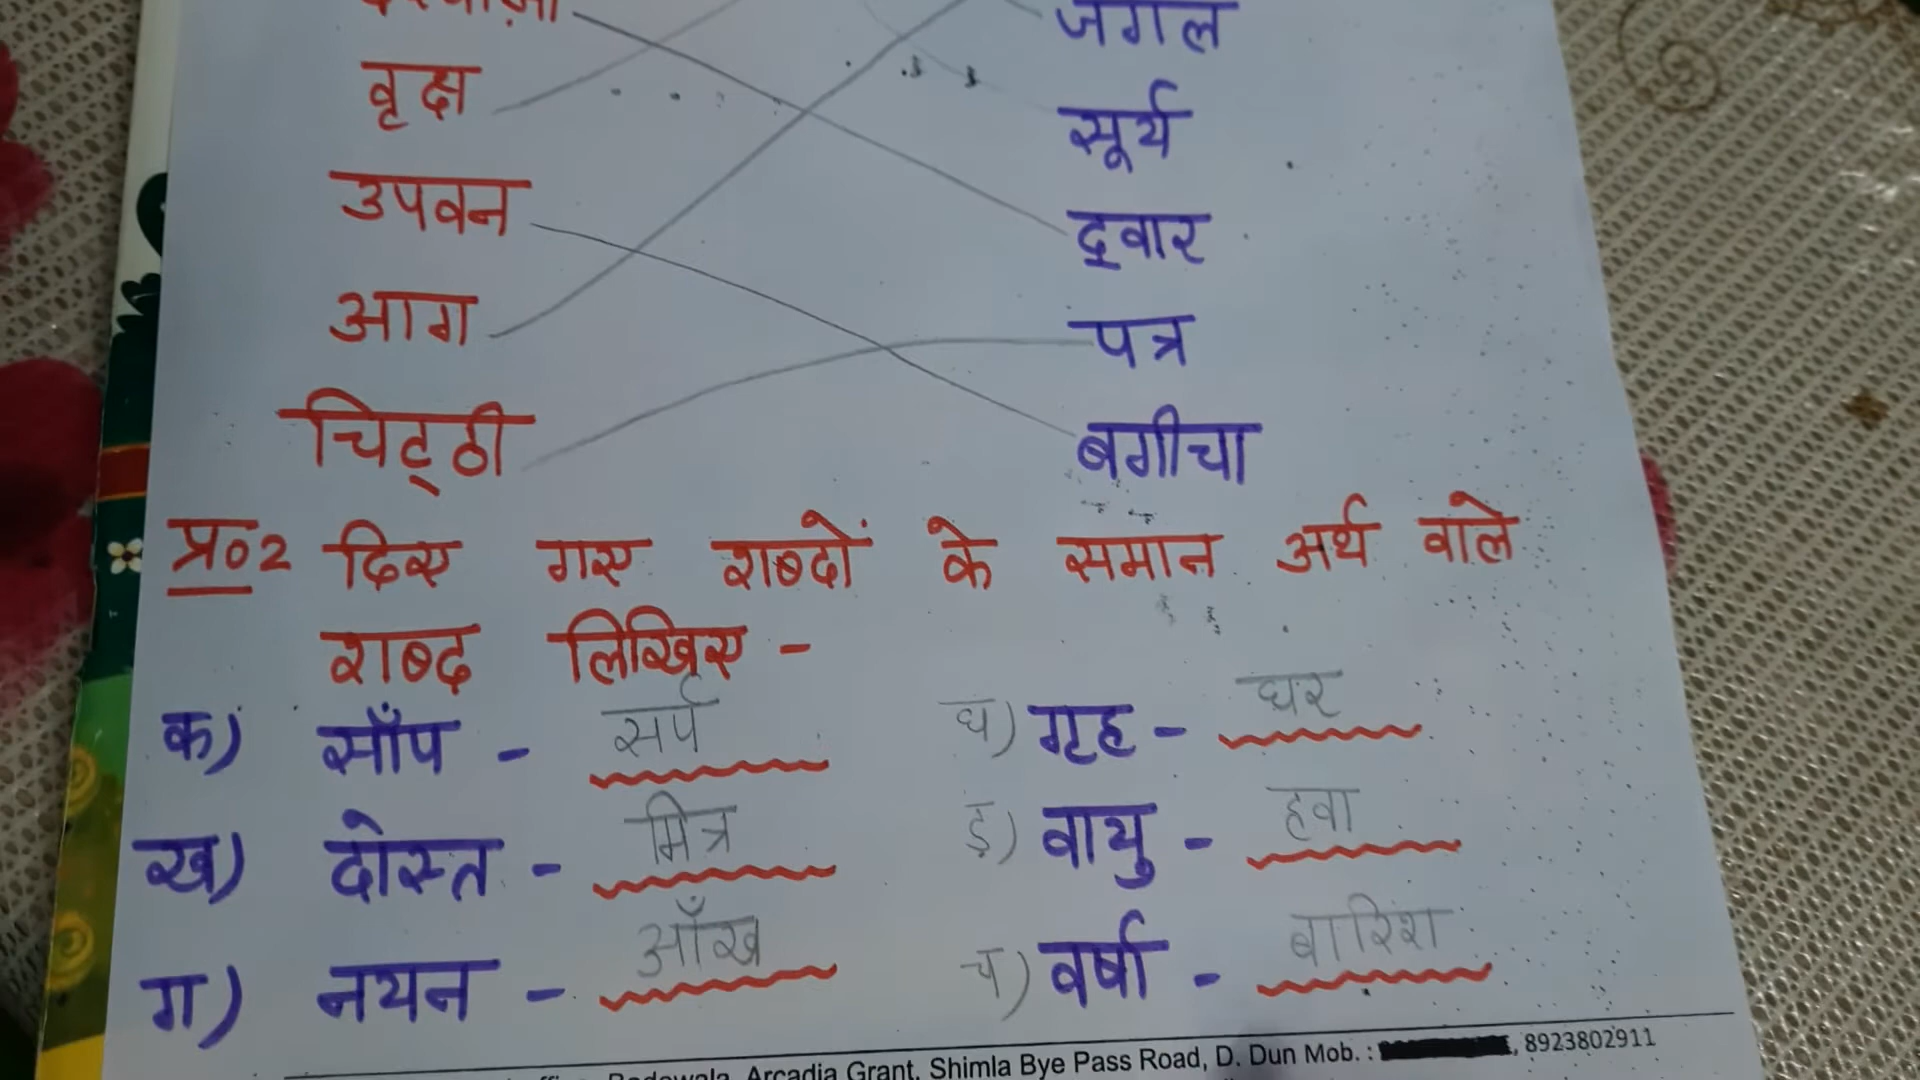 जंगल
वृक्ष सूर्य
उपवन द्‌वार
आग पत्र
चिट्‌ठी बगीचा
प्र०2 दिए गए शब्दों के समान अर्थ वाले
शब्द लिखिए -
क) साँप - सर्प घ) गृह - घर
ख) दोस्त - मित्र ड़) वायु - हवा
ग) नयन - आँख च) वर्षा - बारिश
Arcadia Grant, Shimla Bye Pass Road, D. Dun Mob. : , 8923802911